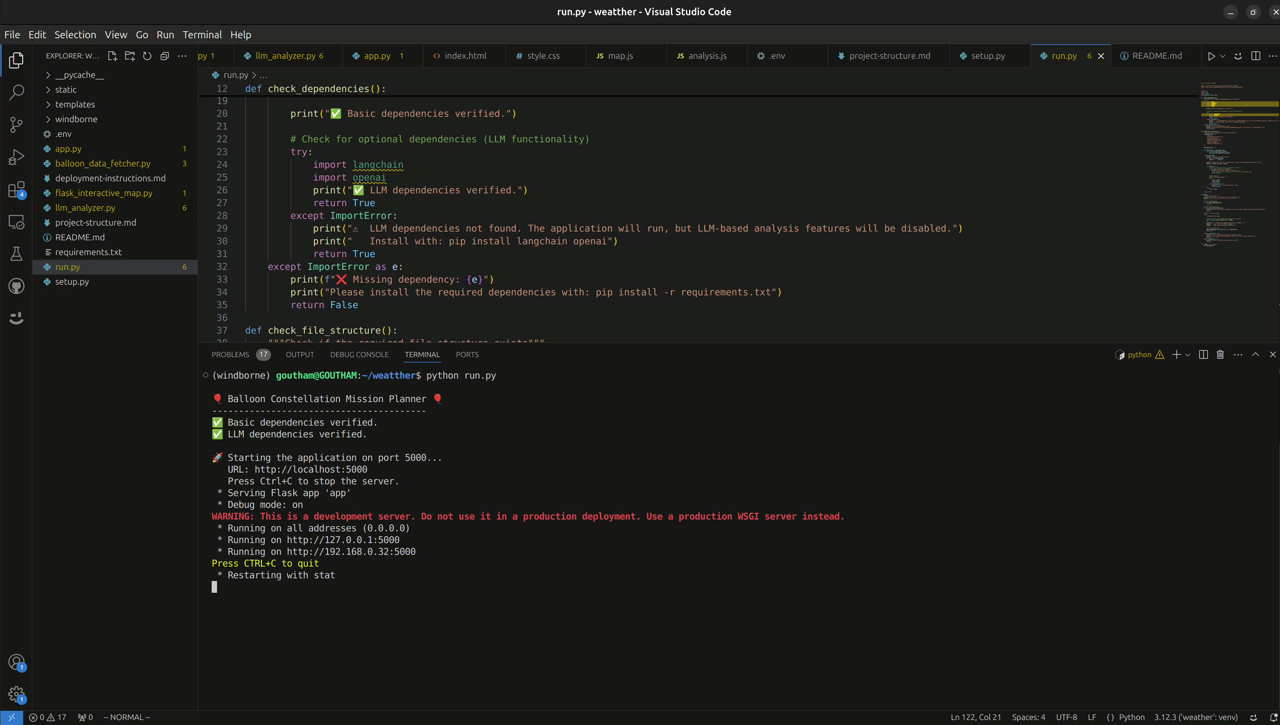 run.py - weatther - Visual Studio Code
File Edit Selection View Go Run Terminal Help
EXPLORER: W...
py 1
llm_analyzer.py 6
app.py 1
index.html
style.css
map.js
analysis.js
.env
project-structure.md
setup.py
run.py 6
README.md
__pycache__
static
templates
windborne
.env
app.py 1
balloon_data_fetcher.py 3
deployment-instructions.md
flask_interactive_map.py 1
llm_analyzer.py 6
project-structure.md
README.md
requirements.txt
run.py 6
setup.py
4
1
1
run.py > ...
12 def check_dependencies():
19
20 print("✅ Basic dependencies verified.")
21
22 # Check for optional dependencies (LLM functionality)
23 try:
24 import langchain
25 import openai
26 print("✅ LLM dependencies verified.")
27 return True
28 except ImportError:
29 print("⚠ LLM dependencies not found. The application will run, but LLM-based analysis features will be disabled.")
30 print("   Install with: pip install langchain openai")
31 return True
32 except ImportError as e:
33 print(f"❌ Missing dependency: {e}")
34 print("Please install the required dependencies with: pip install -r requirements.txt")
35 return False
36
37 def check_file_structure():
"""Check if the required file structure exists"""
PROBLEMS 17 OUTPUT DEBUG CONSOLE TERMINAL PORTS
python
(windborne) goutham@GOUTHAM:~/weatther$ python run.py
🎈 Balloon Constellation Mission Planner 🎈
----------------------------------------
✅ Basic dependencies verified.
✅ LLM dependencies verified.
🚀 Starting the application on port 5000...
URL: http://localhost:5000
Press Ctrl+C to stop the server.
* Serving Flask app 'app'
* Debug mode: on
WARNING: This is a development server. Do not use it in a production deployment. Use a production WSGI server instead.
* Running on all addresses (0.0.0.0)
* Running on http://127.0.0.1:5000
* Running on http://192.168.0.32:5000
Press CTRL+C to quit
* Restarting with stat
0 17 0 -- NORMAL -- Ln 122, Col 21 Spaces: 4 UTF-8 LF {} Python 3.12.3 ('weather': venv)